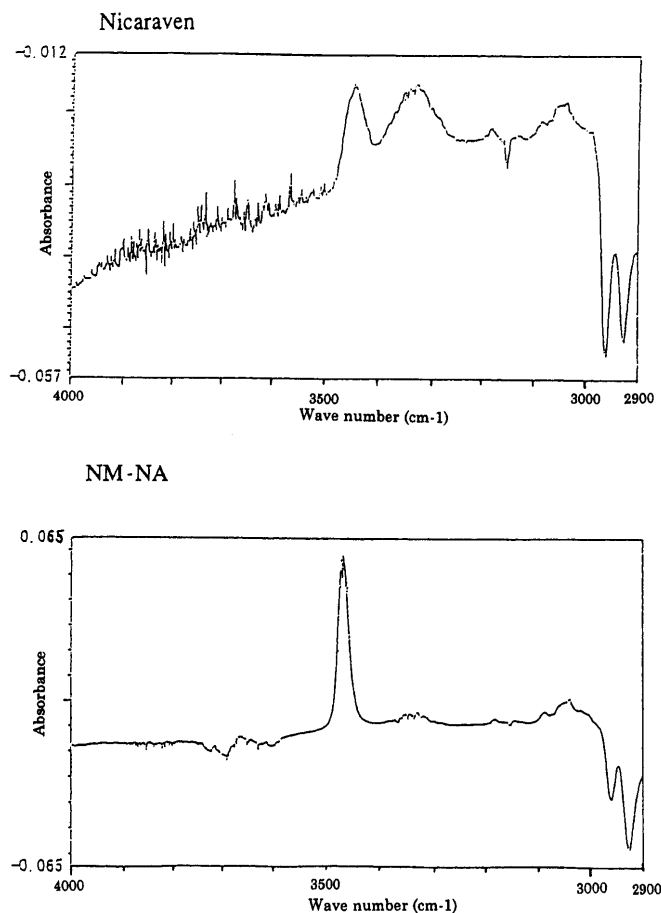 Nicaraven
-0.012
Absorbance
-0.057
4000 3500 3000 2900
Wave number (cm-1)
NM-NA
0.065
Absorbance
-0.065
4000 3500 3000 2900
Wave number (cm-1)